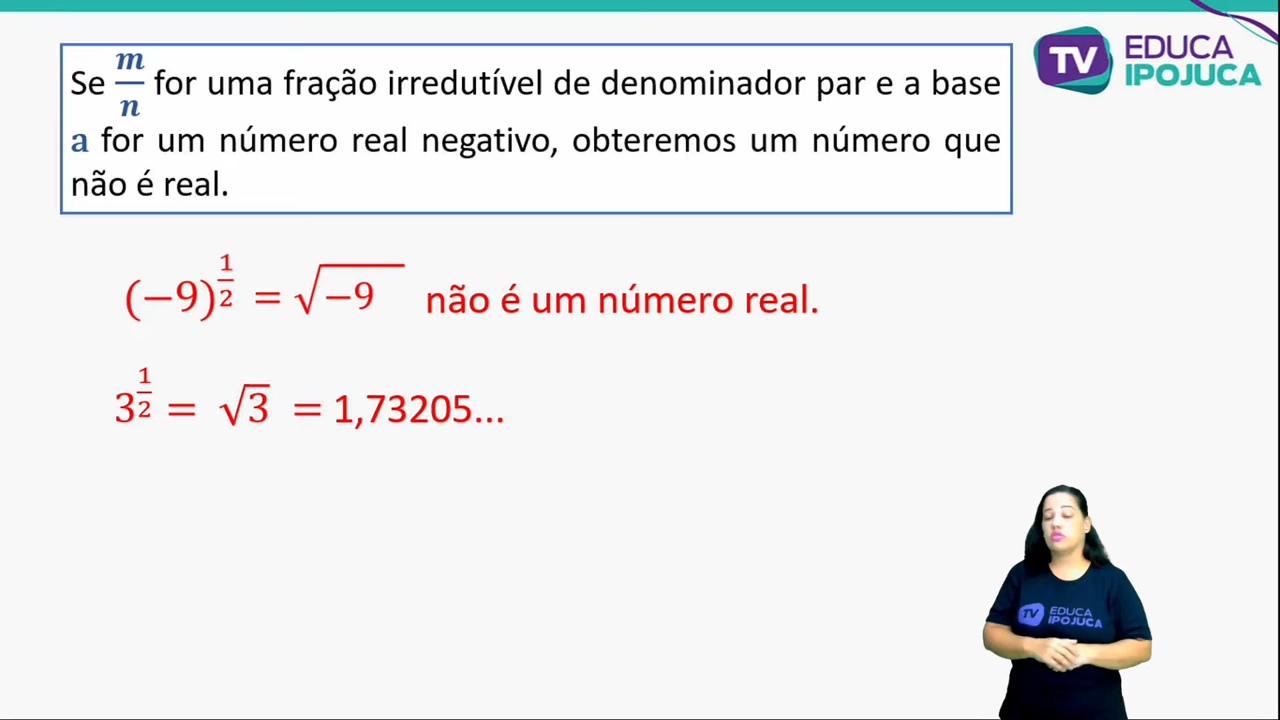 TV EDUCA
IPOJUCA
Se m/n for uma fração irredutível de denominador par e a base
a for um número real negativo, obteremos um número que
não é real.
(−9)^(1/2) = √−9 não é um número real.
3^(1/2) = √3 = 1,73205...
TV EDUCA
IPOJUCA